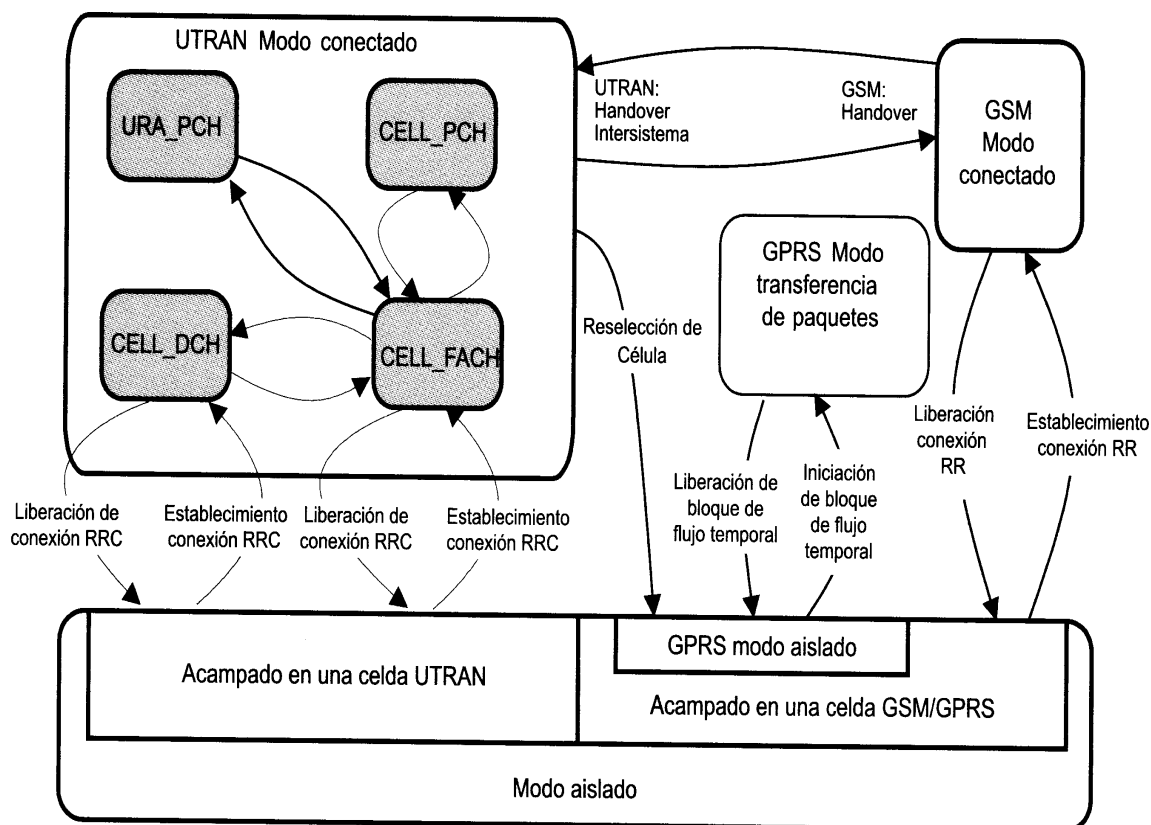 UTRAN Modo conectado
URA_PCH
CELL_PCH
CELL_DCH
CELL_FACH
UTRAN:
Handover
Intersistema
GSM:
Handover
GSM
Modo
conectado
GPRS Modo
transferencia
de paquetes
Reselección de
Célula
Liberación
conexión
RR
Establecimiento
conexión RR
Liberación de
bloque de
flujo temporal
Iniciación
de bloque
de flujo
temporal
Liberación de
conexión RRC
Establecimiento
conexión RRC
Liberación de
conexión RRC
Establecimiento
conexión RRC
Acampado en una celda UTRAN
GPRS modo aislado
Acampado en una celda GSM/GPRS
Modo aislado